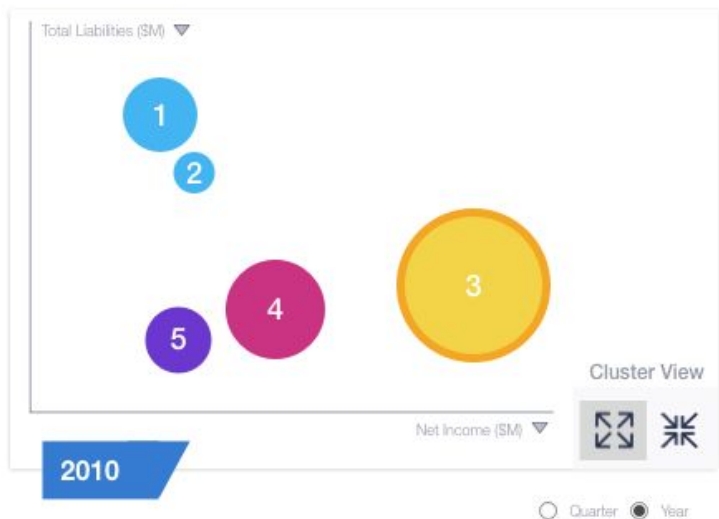 Total Liabilities ($M)
1
2
3
4
5
Cluster View
Net Income ($M)
2010
Quarter Year